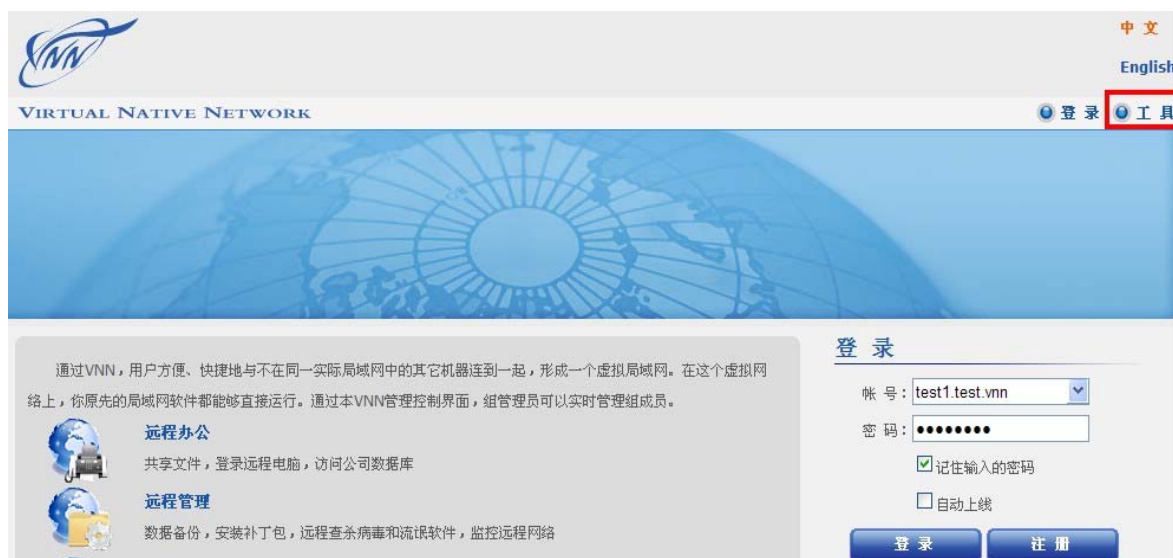 VNN
中 文
English
VIRTUAL NATIVE NETWORK
登 录 工 具
通过VNN，用户方便、快捷地与不在同一实际局域网中的其它机器连到一起，形成一个虚拟局域网。在这个虚拟网
络上，你原先的局域网软件都能够直接运行。通过本VNN管理控制界面，组管理员可以实时管理组成员。
远程办公
共享文件，登录远程电脑，访问公司数据库
远程管理
数据备份，安装补丁包，远程查杀病毒和流氓软件，监控远程网络
登 录
帐 号：test1.test.vnn
密 码：●●●●●●●●
记住输入的密码
自动上线
登 录 注 册